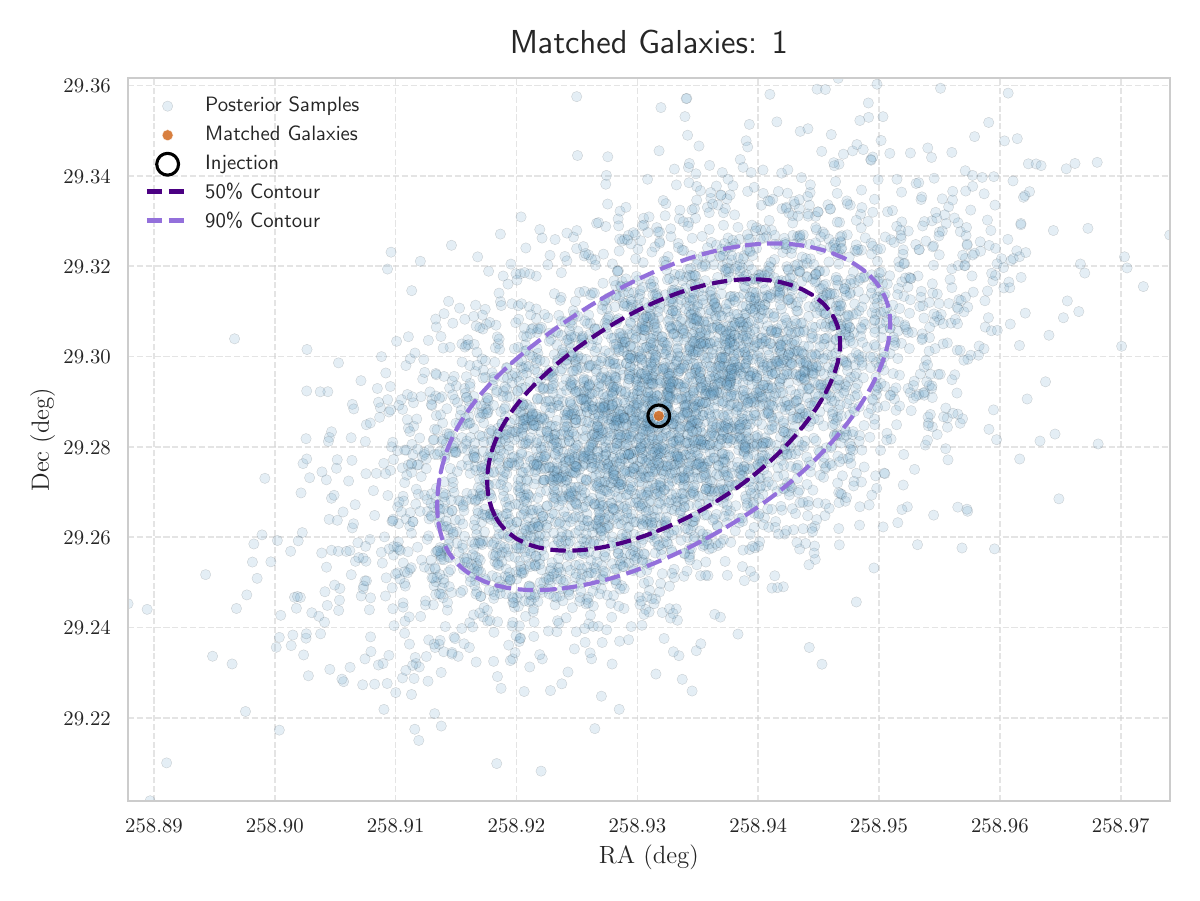 Matched Galaxies: 1
Posterior Samples
Matched Galaxies
Injection
50% Contour
90% Contour
29.36
29.34
29.32
29.30
29.28
29.26
29.24
29.22
Dec (deg)
258.89 258.90 258.91 258.92 258.93 258.94 258.95 258.96 258.97
RA (deg)